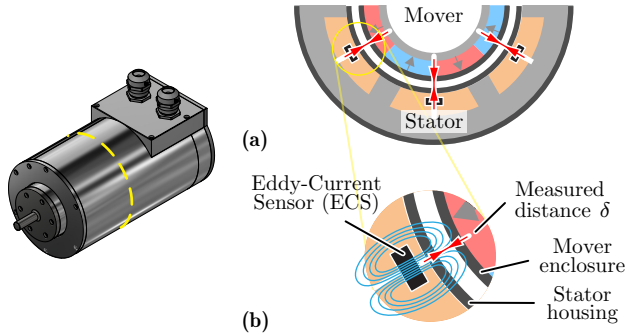 Mover
(a)
Stator
Eddy-Current
Sensor (ECS)
Measured
distance δ
Mover
enclosure
Stator
housing
(b)